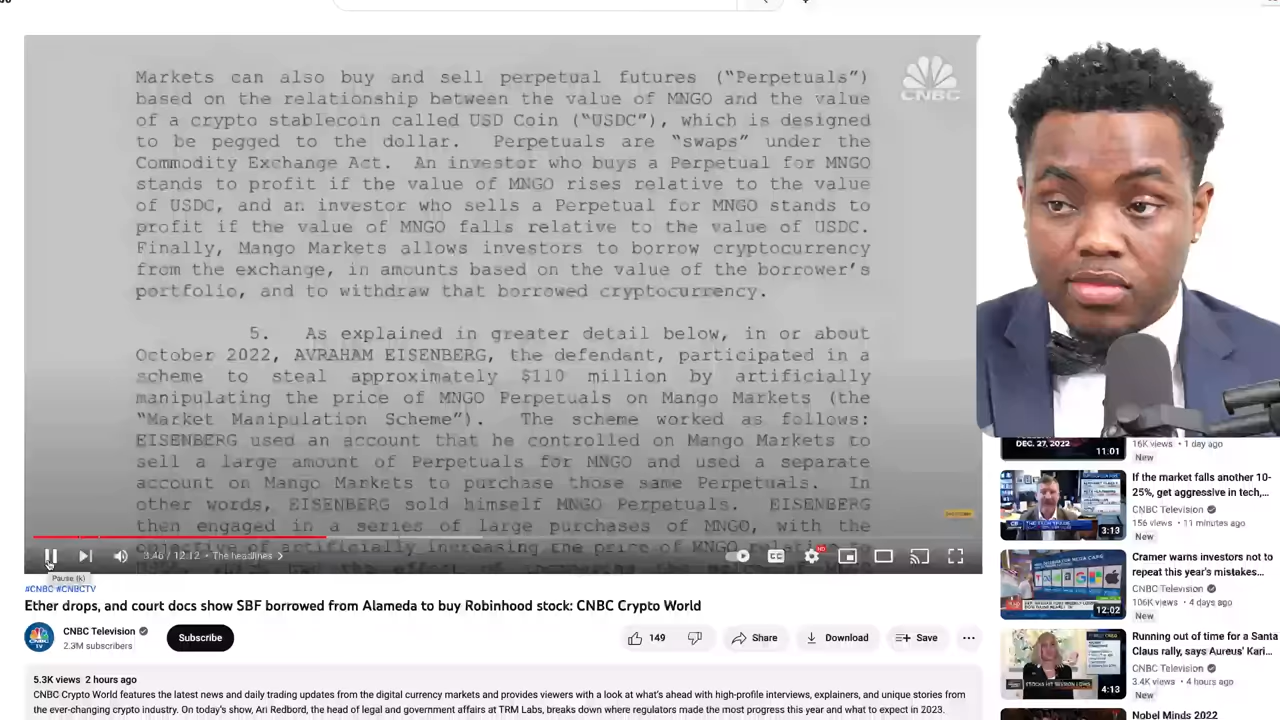 Markets can also buy and sell perpetual futures ("Perpetuals")
based on the relationship between the value of MNGO and the value
of a crypto stablecoin called USD Coin ("USDC"), which is designed
to be pegged to the dollar. Perpetuals are "swaps" under the
Commodity Exchange Act. An investor who buys a Perpetual for MNGO
stands to profit if the value of MNGO rises relative to the value
of USDC, and an investor who sells a Perpetual for MNGO stands to
profit if the value of MNGO falls relative to the value of USDC.
Finally, Mango Markets allows investors to borrow cryptocurrency
from the exchange, in amounts based on the value of the borrower's
portfolio, and to withdraw that borrowed cryptocurrency.
5. As explained in greater detail below, in or about
October 2022, AVRAHAM EISENBERG, the defendant, participated in a
scheme to steal approximately $110 million by artificially
manipulating the price of MNGO Perpetuals on Mango Markets (the
"Market Manipulation Scheme"). The scheme worked as follows:
EISENBERG used an account that he controlled on Mango Markets to
sell a large amount of Perpetuals for MNGO and used a separate
account on Mango Markets to purchase those same Perpetuals. In
other words, EISENBERG sold himself MNGO Perpetuals. EISENBERG
then engaged in of large purchases of MNGO, with the
of artificially increasing the price of MNGO
CNBC
3:46 / 12:12 • The headlines >
CC
HD
Pause (k)
#CNBC #CNBCTV
Ether drops, and court docs show SBF borrowed from Alameda to buy Robinhood stock: CNBC Crypto World
CNBC Television
2.3M subscribers
Subscribe
149
Share
Download
Save
5.3K views 2 hours ago
CNBC Crypto World features the latest news and daily trading updates from the digital currency markets and provides viewers with a look at what's ahead with high-profile interviews, explainers, and unique stories from
the ever-changing crypto industry. On today's show, Ari Redbord, the head of legal and government affairs at TRM Labs, breaks down where regulators made the most progress this year and what to expect in 2023.
DEC. 27, 2022
11:01
16K views • 1 day ago
New
If the market falls another 10-
25%, get aggressive in tech,...
CNBC Television
156 views • 11 minutes ago
New
3:13
Cramer warns investors not to
repeat this year's mistakes...
CNBC Television
106K views • 4 days ago
New
12:02
Running out of time for a Santa
Claus rally, says Aureus' Kari...
CNBC Television
3.4K views • 4 hours ago
New
4:13
Nobel Minds 2022